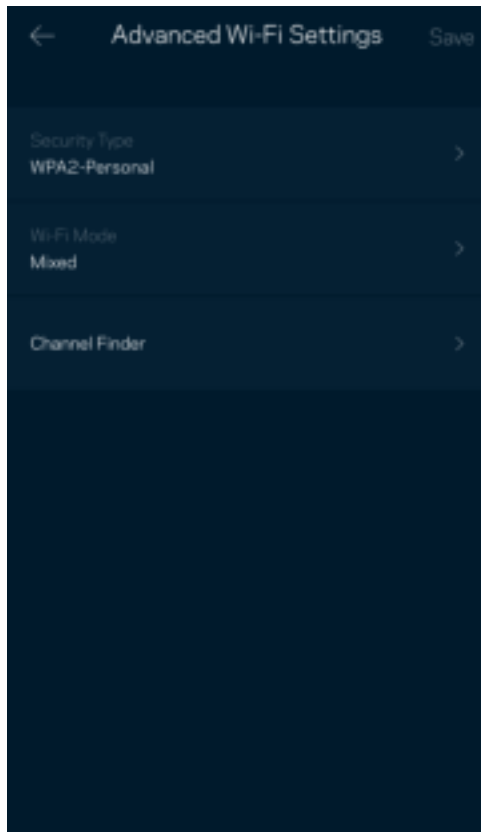 Advanced Wi-Fi Settings Save
Security Type
WPA2-Personal
Wi-Fi Mode
Mixed
Channel Finder